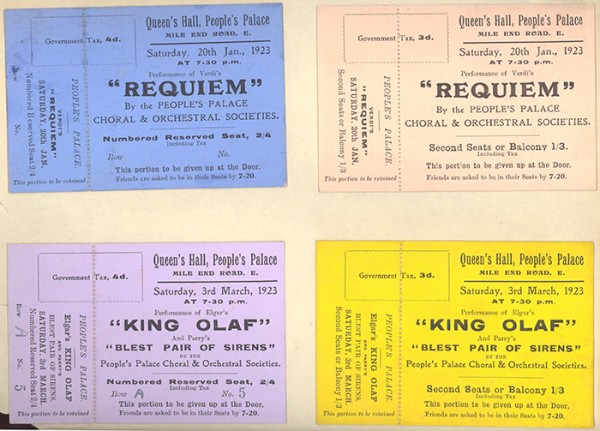 Government Tax, 4d.
Queen's Hall, People's Palace
MILE END ROAD, E.
Saturday, 20th Jan., 1923
AT 7-30 p.m.
Performance of Verdi's
"REQUIEM"
By the PEOPLE'S PALACE
CHORAL & ORCHESTRAL SOCIETIES.
Numbered Reserved Seat, 2/4
Including Tax
Row No.
This portion to be given up at the Door.
Friends are asked to be in their Seats by 7-20.
PEOPLE'S PALACE.
VERDI'S
"REQUIEM"
SATURDAY, 20th JAN.
Numbered Reserved Seat 2/4
No.
This portion to be retained
Government Tax, 3d.
Queen's Hall, People's Palace
MILE END ROAD, E.
Saturday, 20th Jan., 1923
AT 7-30 p.m.
Performance of Verdi's
"REQUIEM"
By the PEOPLE'S PALACE
CHORAL & ORCHESTRAL SOCIETIES.
Second Seats or Balcony 1/3.
Including Tax
This portion to be given up at the Door.
Friends are asked to be in their Seats by 7-20.
PEOPLE'S PALACE.
VERDI'S
"REQUIEM"
SATURDAY, 20th JAN.
Second Seats or Balcony 1/3
This portion to be retained
Government Tax, 4d.
Queen's Hall, People's Palace
MILE END ROAD, E.
Saturday, 3rd March, 1923
AT 7-30 p.m.
Performance of Elgar's
"KING OLAF"
And Parry's
"BLEST PAIR OF SIRENS"
BY THE
People's Palace Choral & Orchestral Societies.
Numbered Reserved Seat, 2/4
Including Tax
Row A No. 5
This portion to be given up at the Door.
Friends are asked to be in their Seats by 7-20.
PEOPLE'S PALACE.
Elgar's KING OLAF
AND PARRY'S
BLEST PAIR OF SIRENS.
SATURDAY, 3rd MARCH.
Numbered Reserved Seat 2/4
Row A No. 5
This portion to be retained
Government Tax, 3d.
Queen's Hall, People's Palace
MILE END ROAD, E.
Saturday, 3rd March, 1923
AT 7-30 p.m.
Performance of Elgar's
"KING OLAF"
And Parry's
"BLEST PAIR OF SIRENS"
BY THE
People's Palace Choral & Orchestral Societies.
Second Seats or Balcony 1/3
Including Tax
This portion to be given up at the Door.
Friends are asked to be in their Seats by 7-20.
PEOPLE'S PALACE.
Elgar's KING OLAF
AND PARRY'S
BLEST PAIR OF SIRENS.
SATURDAY, 3rd MARCH.
Second Seats or Balcony 1/3
This portion to be retained